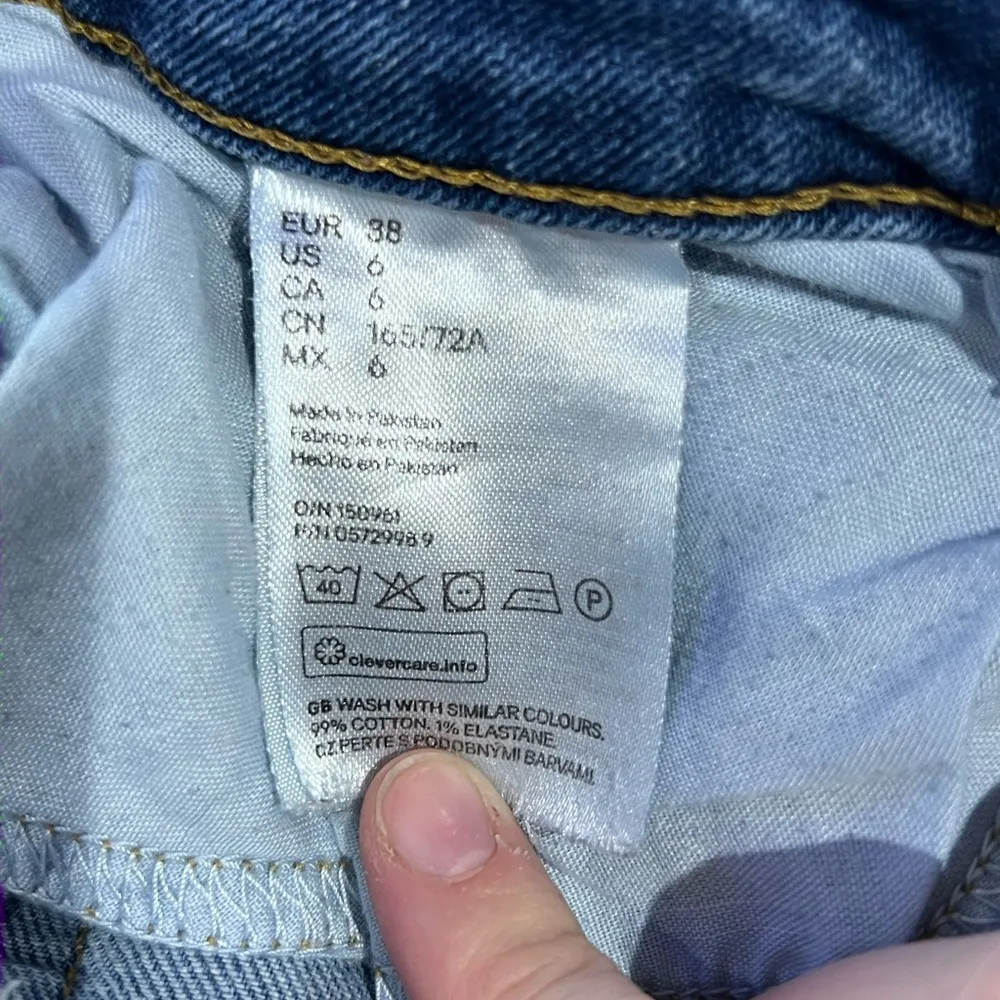 EUR 38
US 6
CA 6
CN 165/72A
MX 6
Made in Pakistan
Fabriqué en Pakistan
Hecho en Pakistán
O/N 150961
P/N 0572998 9
40
P
clevercare.info
GB WASH WITH SIMILAR COLOURS.
99% COTTON. 1% ELASTANE
CZ PERTE S PODOBNÝMI BARVAMI.